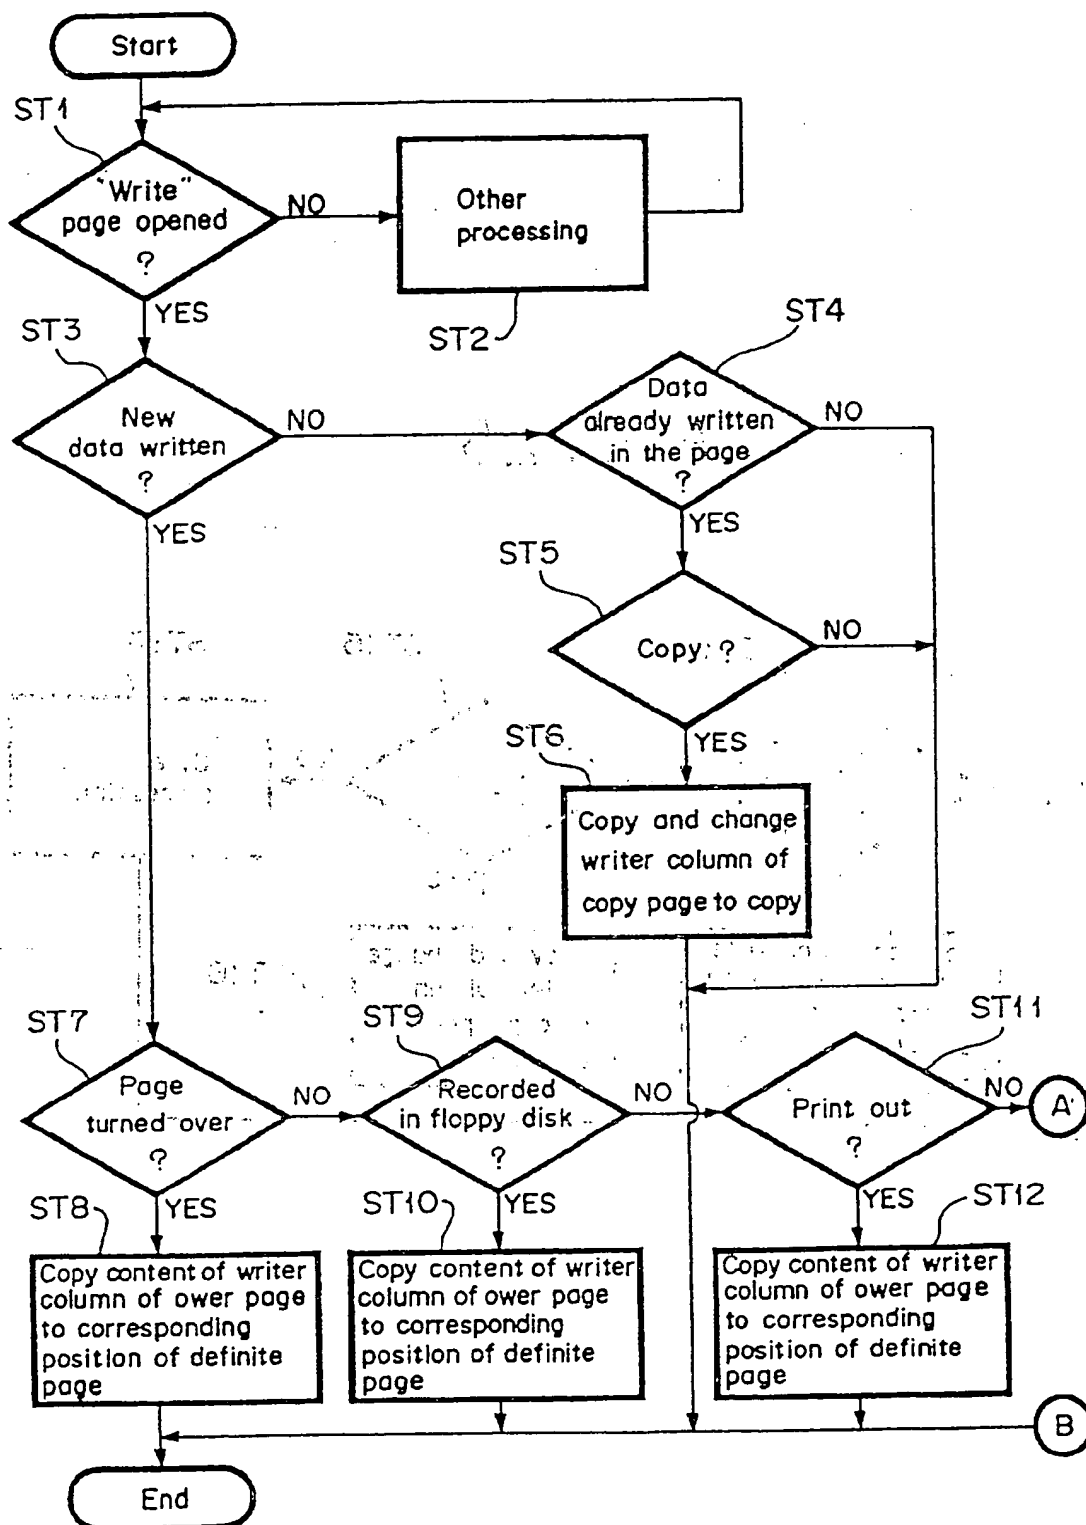 Start
ST1
"Write"
page opened
?
NO
Other
processing
ST2
YES
ST3
New
data written
?
NO
ST4
Data
already written
in the page
?
NO
YES
YES
ST5
Copy ?
NO
YES
ST6
Copy and change
writer column of
copy page to copy
ST7
Page
turned over
?
NO
ST9
Recorded
in floppy disk
?
NO
ST11
Print out
?
NO
A
YES
ST8
Copy content of writer
column of ower page
to corresponding
position of definite
page
YES
ST10
Copy content of writer
column of ower page
to corresponding
position of definite
page
YES
ST12
Copy content of writer
column of ower page
to corresponding
position of definite
page
B
End